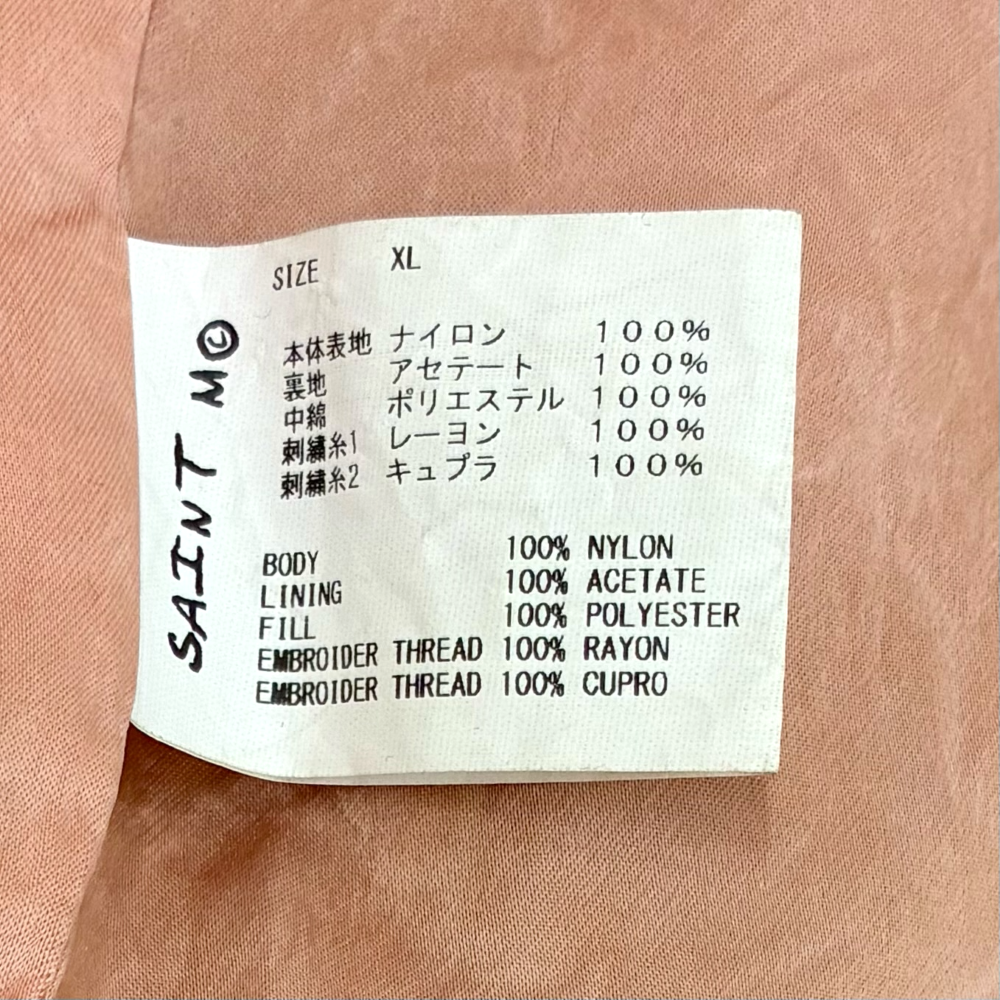 SAINT M©
SIZE XL
本体表地 ナイロン 100%
裏地 アセテート 100%
中綿 ポリエステル 100%
刺繍糸1 レーヨン 100%
刺繍糸2 キュプラ 100%
BODY 100% NYLON
LINING 100% ACETATE
FILL 100% POLYESTER
EMBROIDER THREAD 100% RAYON
EMBROIDER THREAD 100% CUPRO